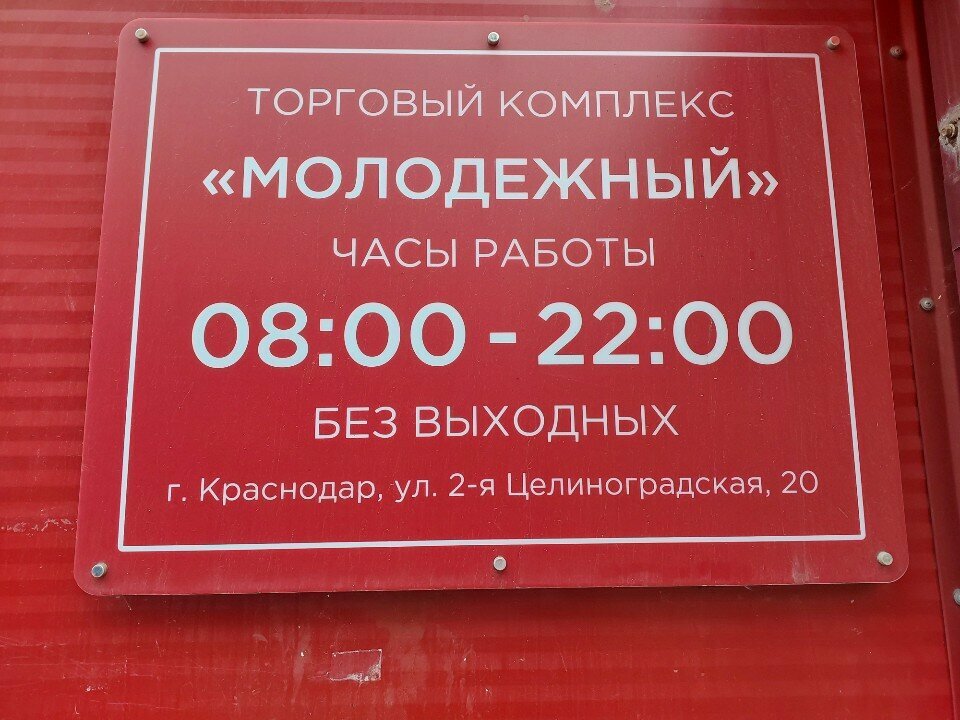 ТОРГОВЫЙ КОМПЛЕКС
«МОЛОДЕЖНЫЙ»
ЧАСЫ РАБОТЫ
08:00 - 22:00
БЕЗ ВЫХОДНЫХ
г. Краснодар, ул. 2-я Целиноградская, 20